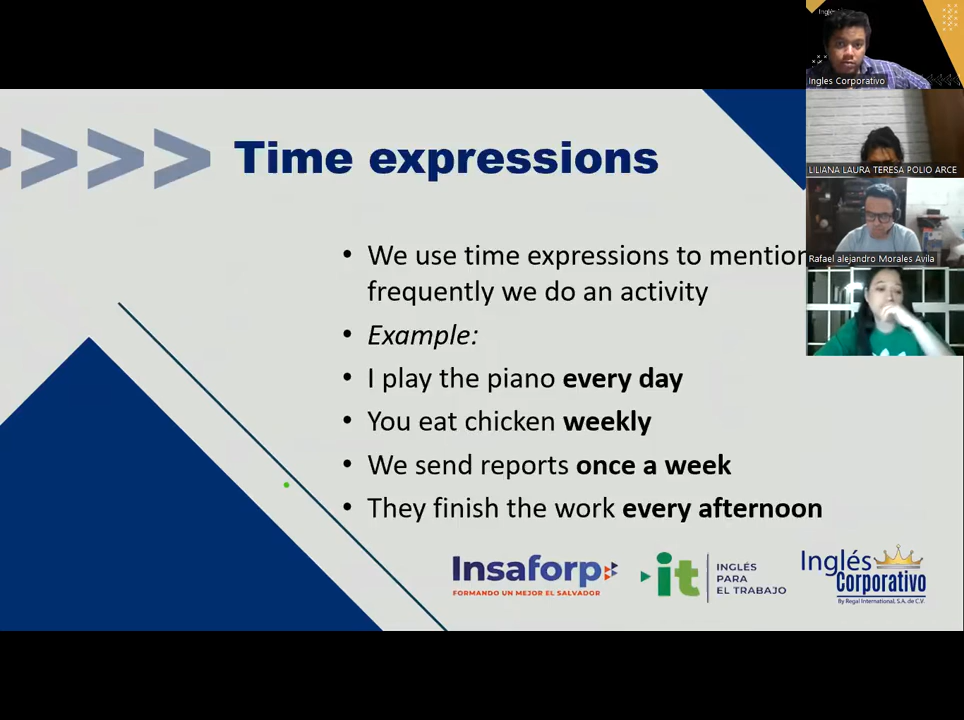 Time expressions
• We use time expressions to mention
frequently we do an activity
• Example:
• I play the piano every day
• You eat chicken weekly
• We send reports once a week
• They finish the work every afternoon
Insaforp
FORMANDO UN MEJOR EL SALVADOR
it
INGLÉS
PARA
EL TRABAJO
Inglés
Corporativo
By Regal International, S.A. de C.V.
Ingles Corporativo
LILIANA LAURA TERESA POLIO ARCE
Rafael alejandro Morales Avila